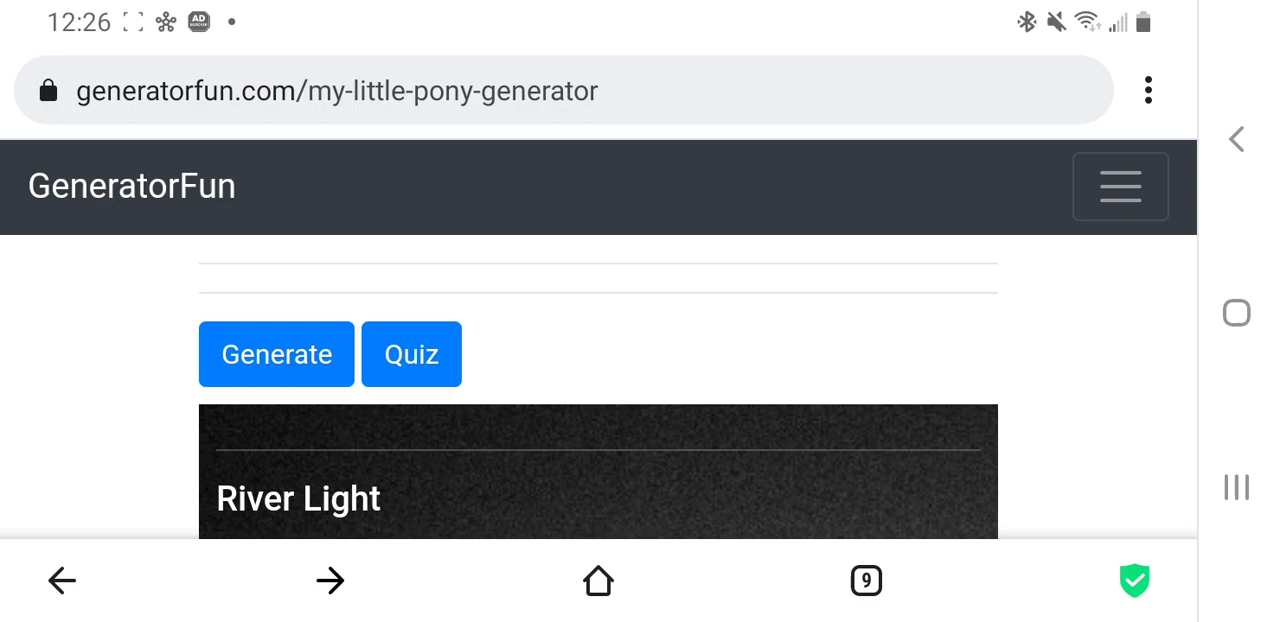 12:26 AD
generatorfun.com/my-little-pony-generator
GeneratorFun
Generate Quiz
River Light
9